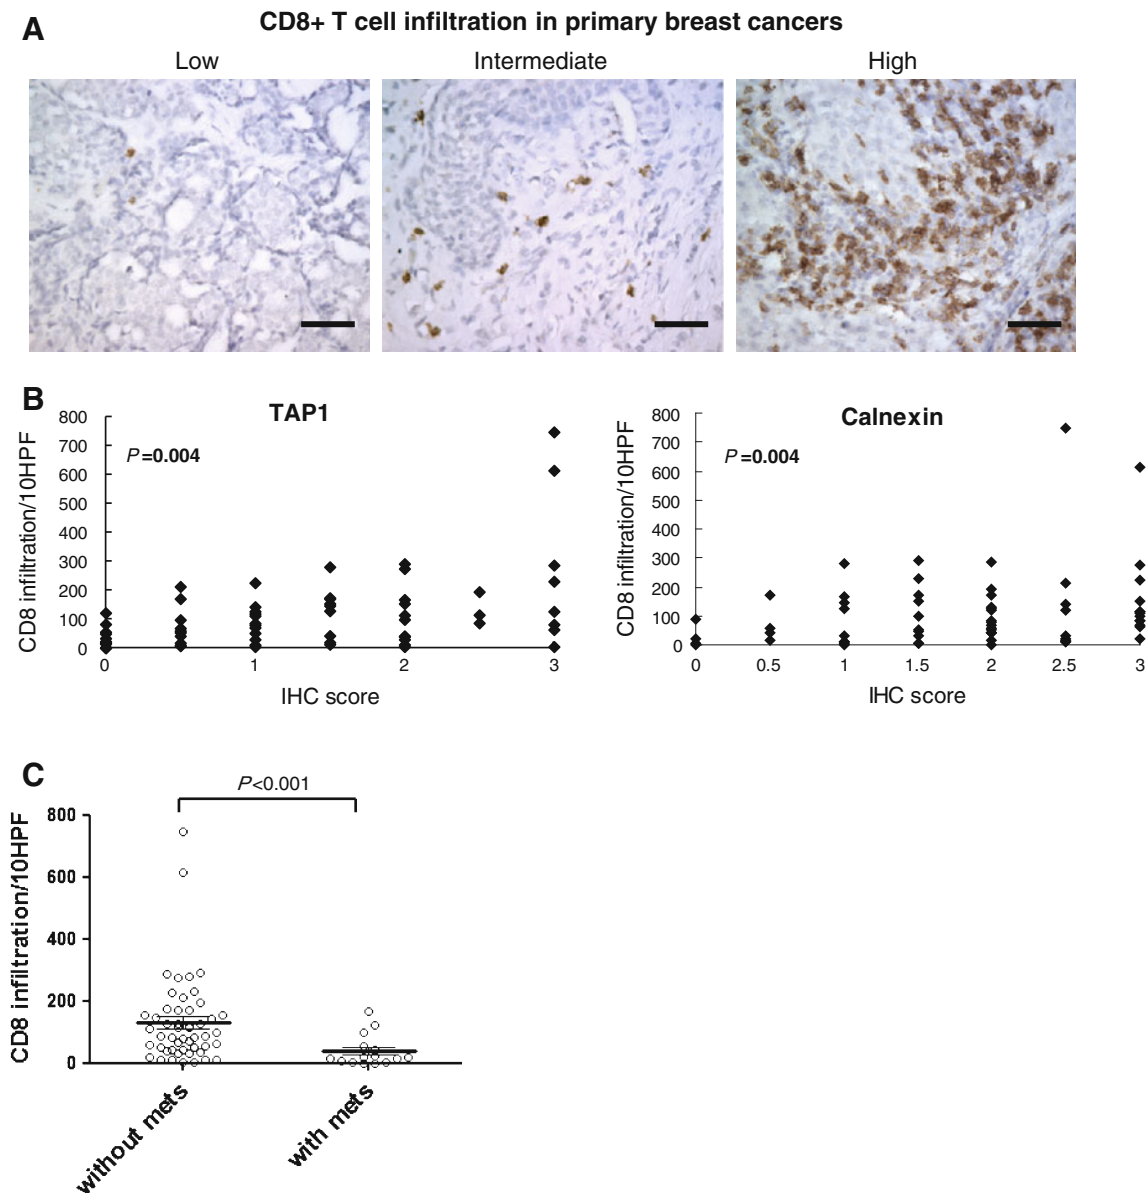 A
CD8+ T cell infiltration in primary breast cancers
Low Intermediate High
B
TAP1
P=0.004
CD8 infiltration/10HPF
800
700
600
500
400
300
200
100
0
0 1 2 3
IHC score
Calnexin
P=0.004
CD8 infiltration/10HPF
800
700
600
500
400
300
200
100
0
0 0.5 1 1.5 2 2.5 3
IHC score
C
P<0.001
CD8 infiltration/10HPF
800
600
400
200
0
without mets
with mets